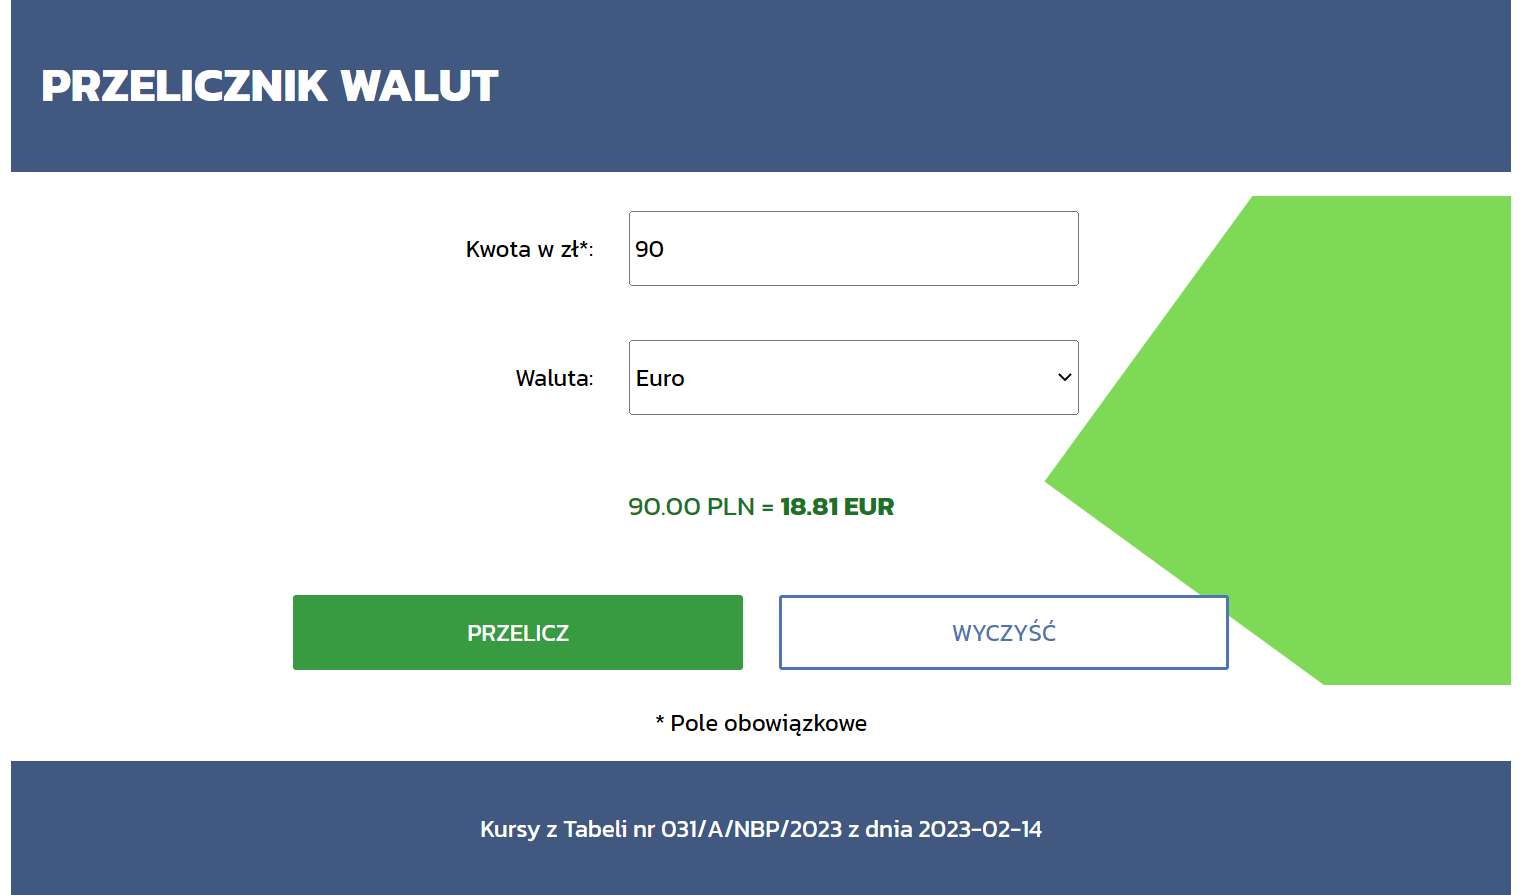 PRZELICZNIK WALUT
Kwota w zł*:
90
Waluta:
Euro
90.00 PLN = 18.81 EUR
PRZELICZ
WYCZYŚĆ
* Pole obowiązkowe
Kursy z Tabeli nr 031/A/NBP/2023 z dnia 2023-02-14